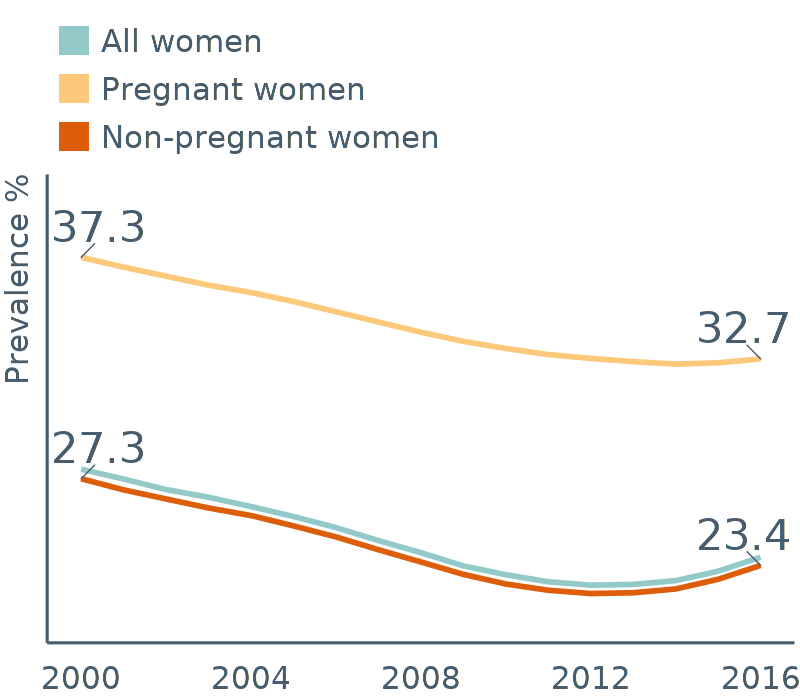 All women
Pregnant women
Non-pregnant women
Prevalence %
37.3
32.7
27.3
23.4
2000 2004 2008 2012 2016